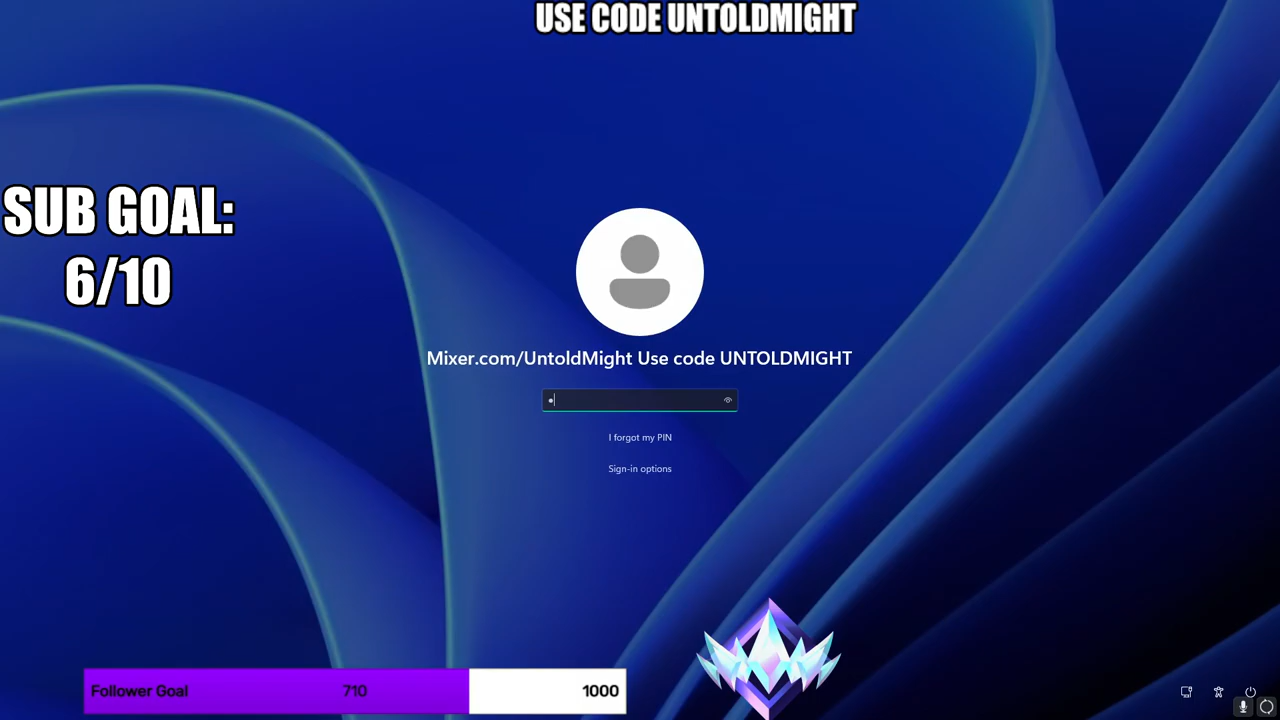 USE CODE UNTOLDMIGHT
SUB GOAL:
6/10
Mixer.com/UntoldMight Use code UNTOLDMIGHT
I forgot my PIN
Sign-in options
Follower Goal 710 1000